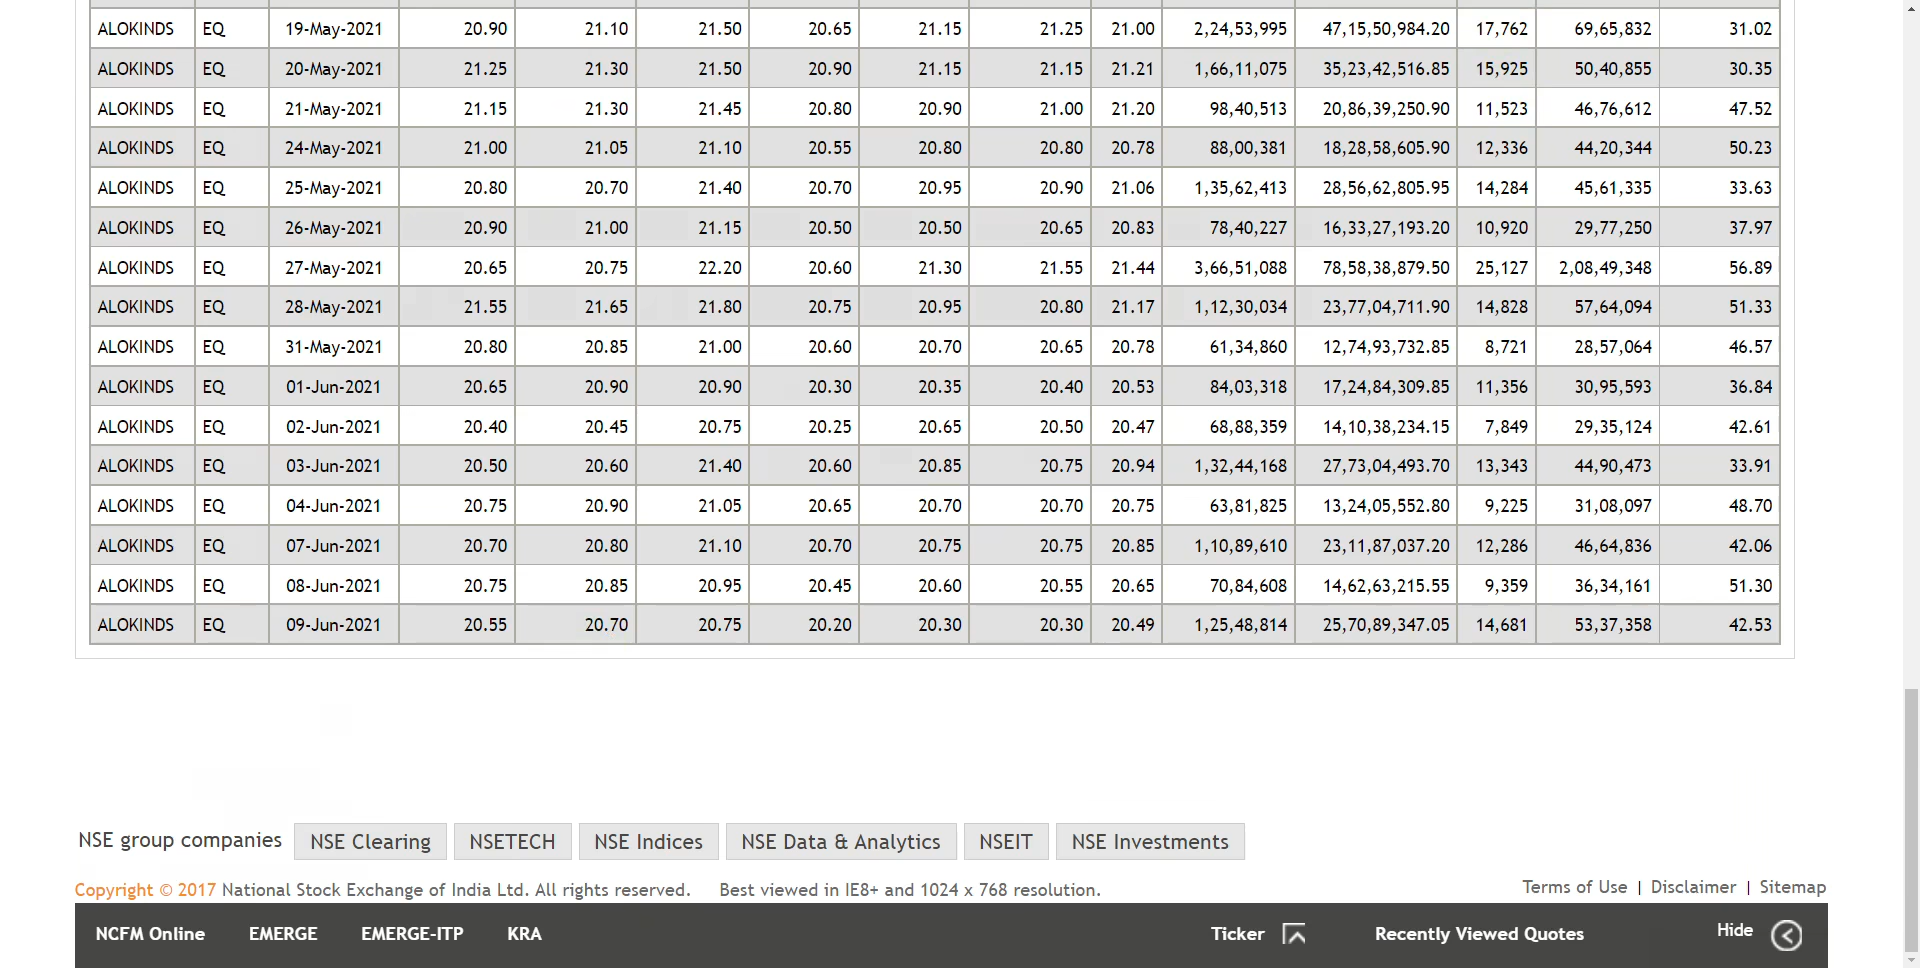 ALOKINDS EQ 19-May-2021 20.90 21.10 21.50 20.65 21.15 21.25 21.00 2,24,53,995 47,15,50,984.20 17,762 69,65,832 31.02
ALOKINDS EQ 20-May-2021 21.25 21.30 21.50 20.90 21.15 21.15 21.21 1,66,11,075 35,23,42,516.85 15,925 50,40,855 30.35
ALOKINDS EQ 21-May-2021 21.15 21.30 21.45 20.80 20.90 21.00 21.20 98,40,513 20,86,39,250.90 11,523 46,76,612 47.52
ALOKINDS EQ 24-May-2021 21.00 21.05 21.10 20.55 20.80 20.80 20.78 88,00,381 18,28,58,605.90 12,336 44,20,344 50.23
ALOKINDS EQ 25-May-2021 20.80 20.70 21.40 20.70 20.95 20.90 21.06 1,35,62,413 28,56,62,805.95 14,284 45,61,335 33.63
ALOKINDS EQ 26-May-2021 20.90 21.00 21.15 20.50 20.50 20.65 20.83 78,40,227 16,33,27,193.20 10,920 29,77,250 37.97
ALOKINDS EQ 27-May-2021 20.65 20.75 22.20 20.60 21.30 21.55 21.44 3,66,51,088 78,58,38,879.50 25,127 2,08,49,348 56.89
ALOKINDS EQ 28-May-2021 21.55 21.65 21.80 20.75 20.95 20.80 21.17 1,12,30,034 23,77,04,711.90 14,828 57,64,094 51.33
ALOKINDS EQ 31-May-2021 20.80 20.85 21.00 20.60 20.70 20.65 20.78 61,34,860 12,74,93,732.85 8,721 28,57,064 46.57
ALOKINDS EQ 01-Jun-2021 20.65 20.90 20.90 20.30 20.35 20.40 20.53 84,03,318 17,24,84,309.85 11,356 30,95,593 36.84
ALOKINDS EQ 02-Jun-2021 20.40 20.45 20.75 20.25 20.65 20.50 20.47 68,88,359 14,10,38,234.15 7,849 29,35,124 42.61
ALOKINDS EQ 03-Jun-2021 20.50 20.60 21.40 20.60 20.85 20.75 20.94 1,32,44,168 27,73,04,493.70 13,343 44,90,473 33.91
ALOKINDS EQ 04-Jun-2021 20.75 20.90 21.05 20.65 20.70 20.70 20.75 63,81,825 13,24,05,552.80 9,225 31,08,097 48.70
ALOKINDS EQ 07-Jun-2021 20.70 20.80 21.10 20.70 20.75 20.75 20.85 1,10,89,610 23,11,87,037.20 12,286 46,64,836 42.06
ALOKINDS EQ 08-Jun-2021 20.75 20.85 20.95 20.45 20.60 20.55 20.65 70,84,608 14,62,63,215.55 9,359 36,34,161 51.30
ALOKINDS EQ 09-Jun-2021 20.55 20.70 20.75 20.20 20.30 20.30 20.49 1,25,48,814 25,70,89,347.05 14,681 53,37,358 42.53
NSE group companies NSE Clearing NSETECH NSE Indices NSE Data & Analytics NSEIT NSE Investments
Copyright © 2017 National Stock Exchange of India Ltd. All rights reserved. Best viewed in IE8+ and 1024 x 768 resolution. Terms of Use | Disclaimer | Sitemap
NCFM Online EMERGE EMERGE-ITP KRA Ticker Recently Viewed Quotes Hide